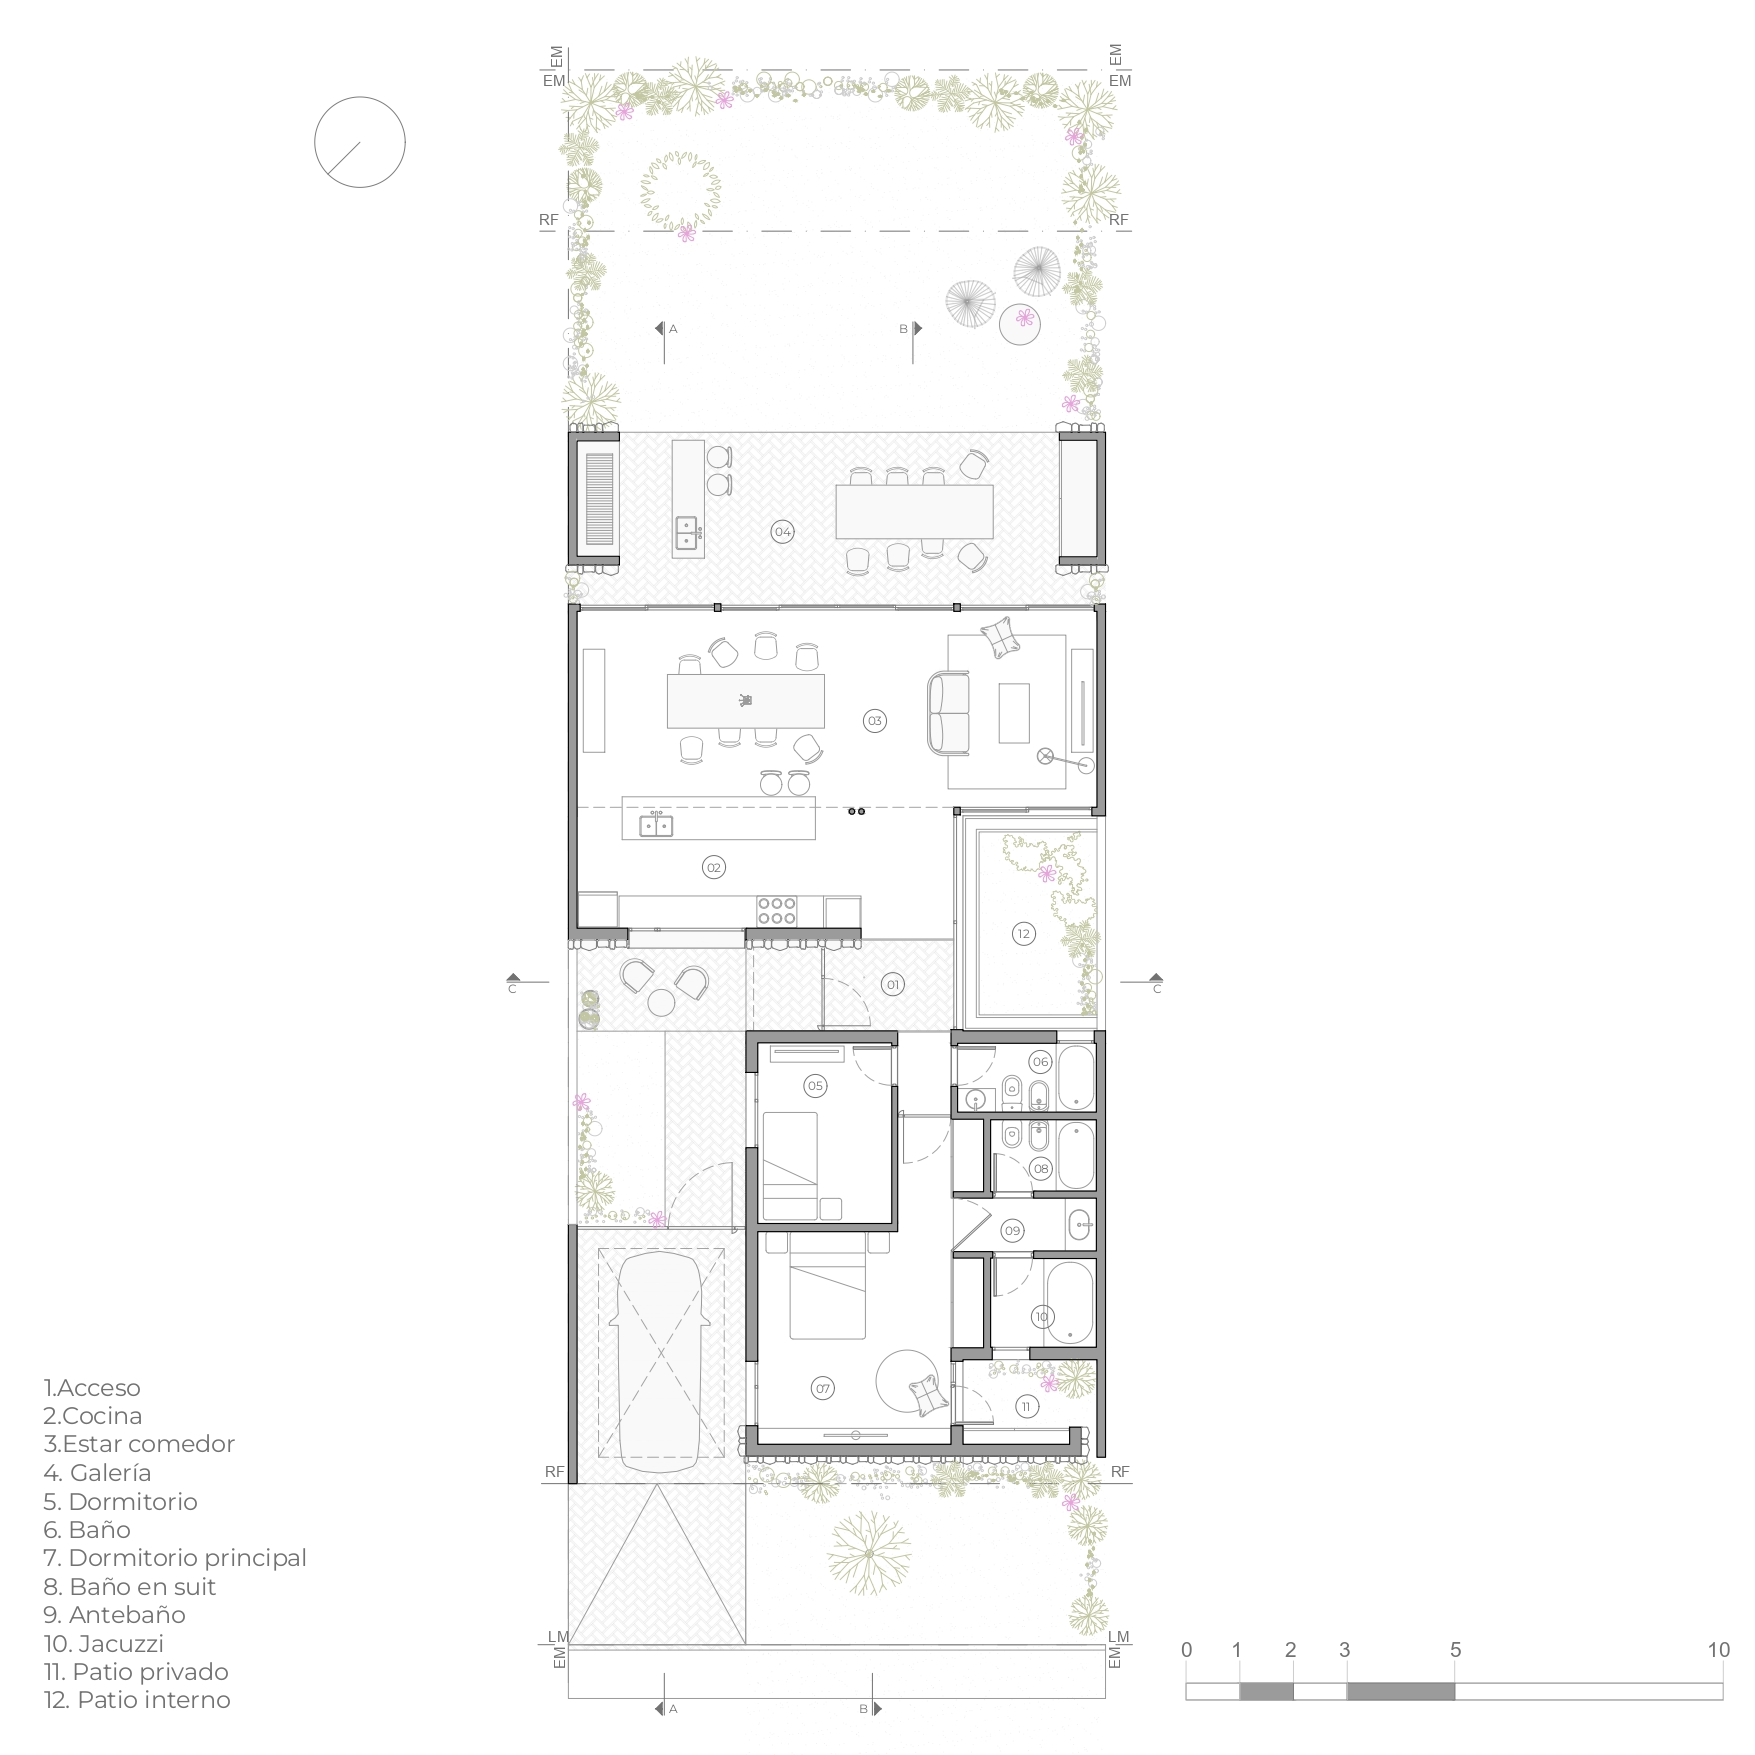 EM
EM
EM
EM
RF
RF
A
B
04
03
02
12
C
01
C
06
05
08
09
10
07
11
RF
RF
LM
EM
LM
EM
A
B
1.Acceso
2.Cocina
3.Estar comedor
4. Galería
5. Dormitorio
6. Baño
7. Dormitorio principal
8. Baño en suit
9. Antebaño
10. Jacuzzi
11. Patio privado
12. Patio interno
0 1 2 3 5 10